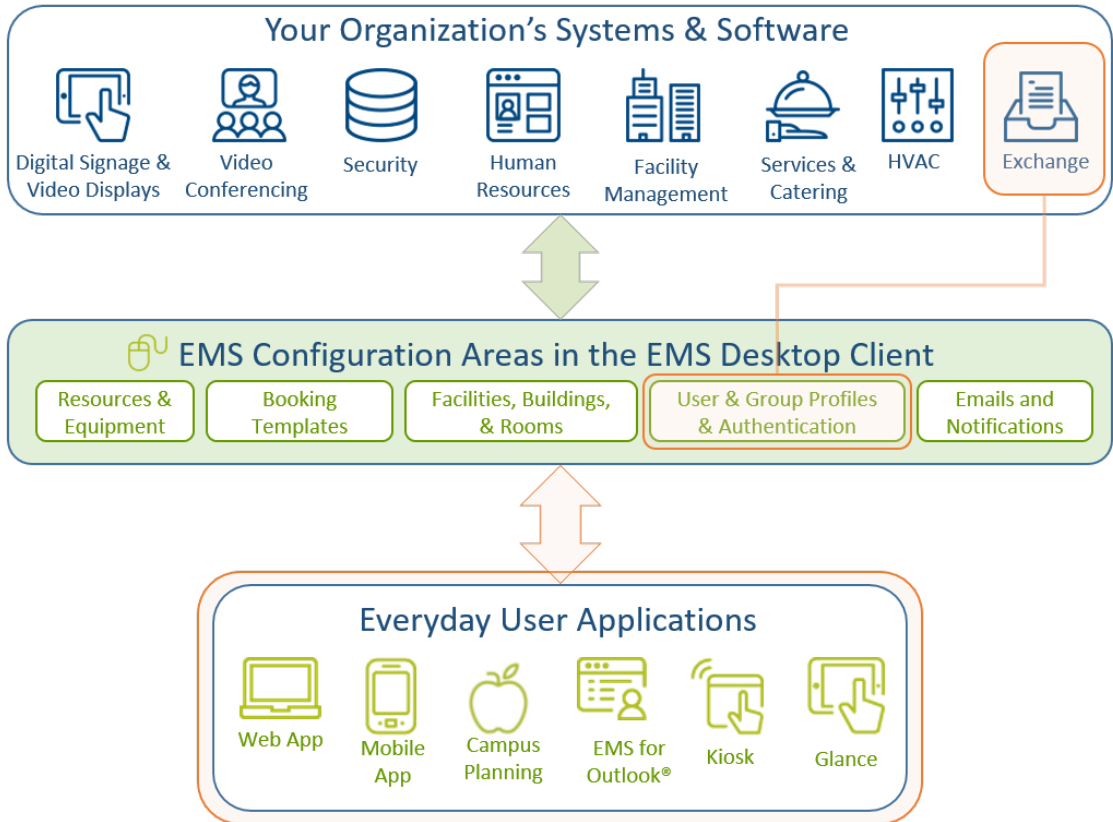 Your Organization’s Systems & Software
Digital Signage &
Video Displays
Video
Conferencing
Security
Human
Resources
Facility
Management
Services &
Catering
HVAC
Exchange
EMS Configuration Areas in the EMS Desktop Client
Resources &
Equipment
Booking
Templates
Facilities, Buildings,
& Rooms
User & Group Profiles
& Authentication
Emails and
Notifications
Everyday User Applications
Web App
Mobile
App
Campus
Planning
EMS for
Outlook®
Kiosk
Glance